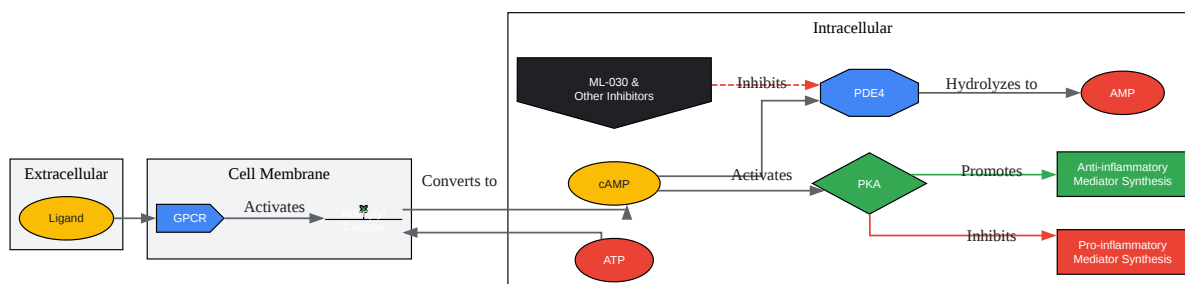 Intracellular
ML-030 &
Other Inhibitors
Inhibits
PDE4
Hydrolyzes to
AMP
Extracellular
Ligand
Cell Membrane
GPCR
Activates
Cyclase
Converts to
cAMP
Activates
PKA
Promotes
Anti-inflammatory
Mediator Synthesis
ATP
Inhibits
Pro-inflammatory
Mediator Synthesis